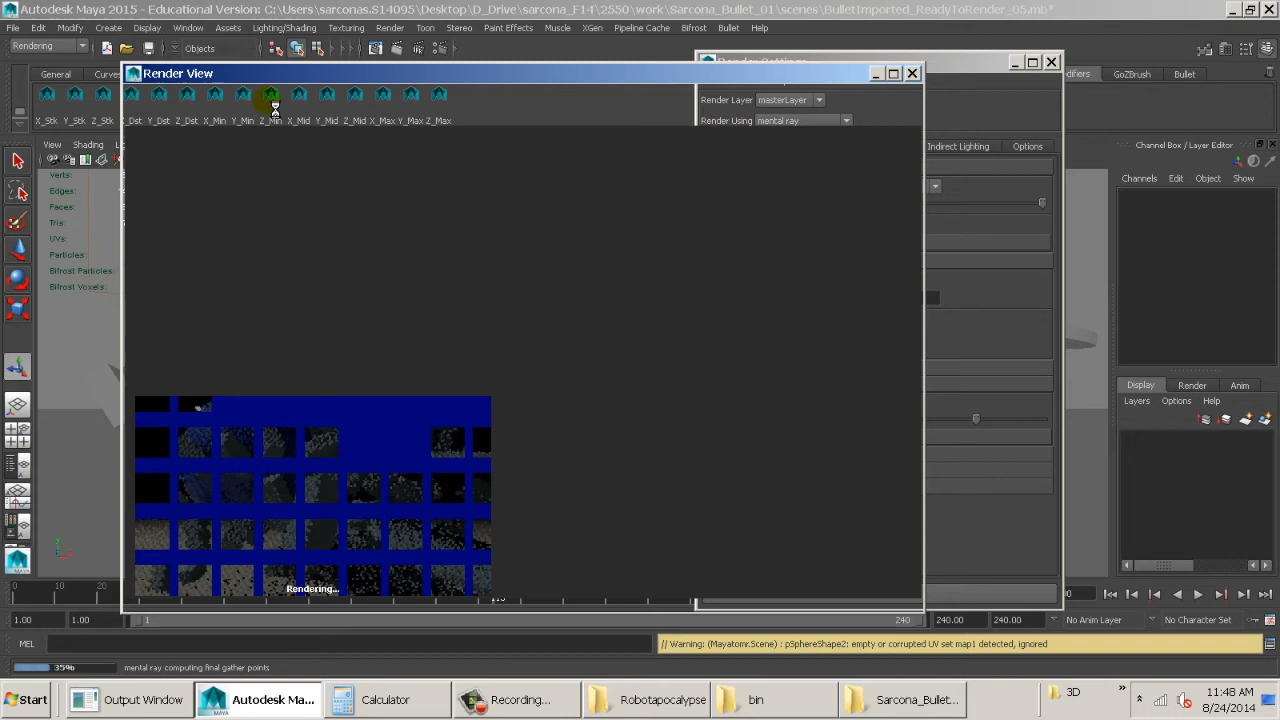 Autodesk Maya 2015 - Educational Version: C:\Users\sarconas.S14095\Desktop\D_Drive\sarcona_F14\2550\work\Sarcona_Bullet_01\scenes\BulletImported_ReadyToRender_05.mb*
File Edit Modify Create Display Window Assets Lighting/Shading Texturing Render Toon Stereo Paint Effects Muscle XGen Pipeline Cache Bifrost Bullet Help
Rendering Objects
Render View
General Curves GoZBrush Bullet
Render Layer masterLayer
X_Stk Y_Stk Z_Stk X_Dst Y_Dst Z_Dst X_Min Y_Min Z_Min X_Mid Y_Mid Z_Mid X_Max Y_Max Z_Max
Render Using mental ray
View Shading Indirect Lighting Options Channel Box / Layer Editor
Verts:
Channels Edit Object Show
Edges:
Faces:
Tris:
UVs:
Particles:
Bifrost Particles:
Bifrost Voxels:
Display Render Anim
Layers Options Help
Rendering...
0 10 20
1.00 1.00 1 240 240.00 240.00 No Anim Layer No Character Set
MEL // Warning: (Mayatomr.Scene) : pSphereShape2: empty or corrupted UV set map1 detected, ignored
35% mental ray computing final gather points
Start Output Window Autodesk Ma... Calculator Recording... Robotapocalypse bin Sarcona_Bullet... 3D 11:48 AM
8/24/2014